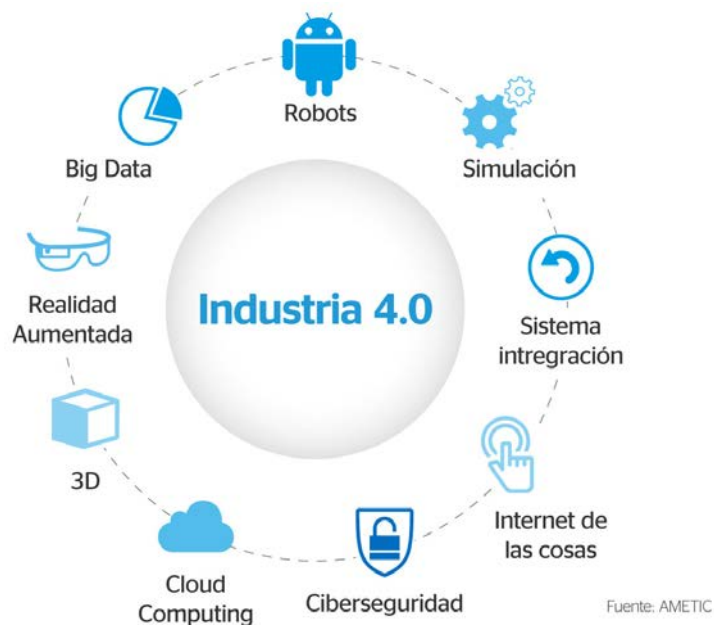 Robots
Simulación
Sistema
intregración
Internet de
las cosas
Ciberseguridad
Cloud
Computing
3D
Realidad
Aumentada
Big Data
Industria 4.0
Fuente: AMETIC